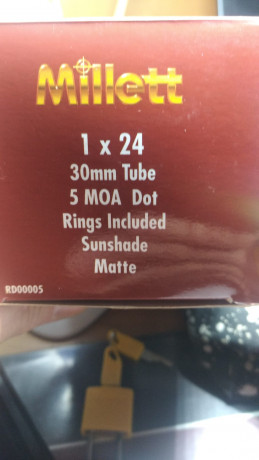 Millett
1 x 24
30mm Tube
5 MOA Dot
Rings Included
Sunshade
Matte
RD00005